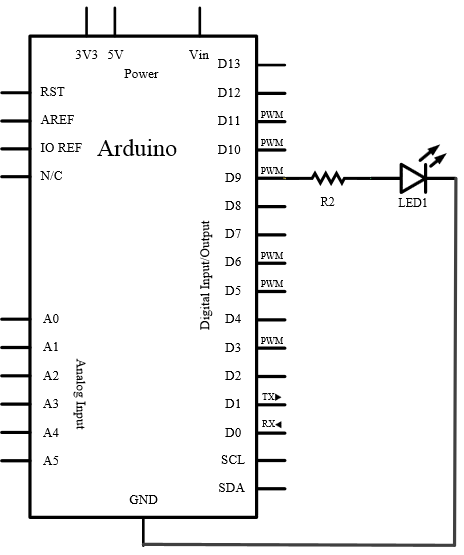 3V3 5V Vin
Power
RST
AREF
IO REF
N/C
Arduino
A0
A1
A2
A3
A4
A5
Analog Input
Digital Input/Output
D13
D12
D11 PWM
D10 PWM
D9 PWM
D8
D7
D6 PWM
D5 PWM
D4
D3 PWM
D2
D1 TX▶
D0 RX◀
SCL
SDA
GND
R2
LED1